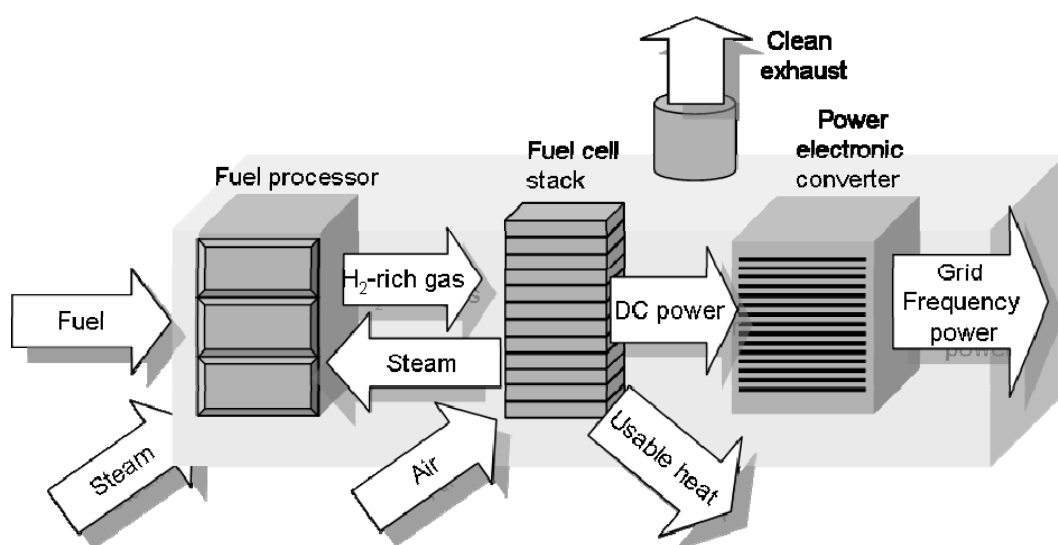 Clean
exhaust
Power
electronic
converter
Fuel cell
stack
Fuel processor
H₂-rich gas
Grid
Frequency
power
Fuel
DC power
Steam
Steam
Air
Usable heat